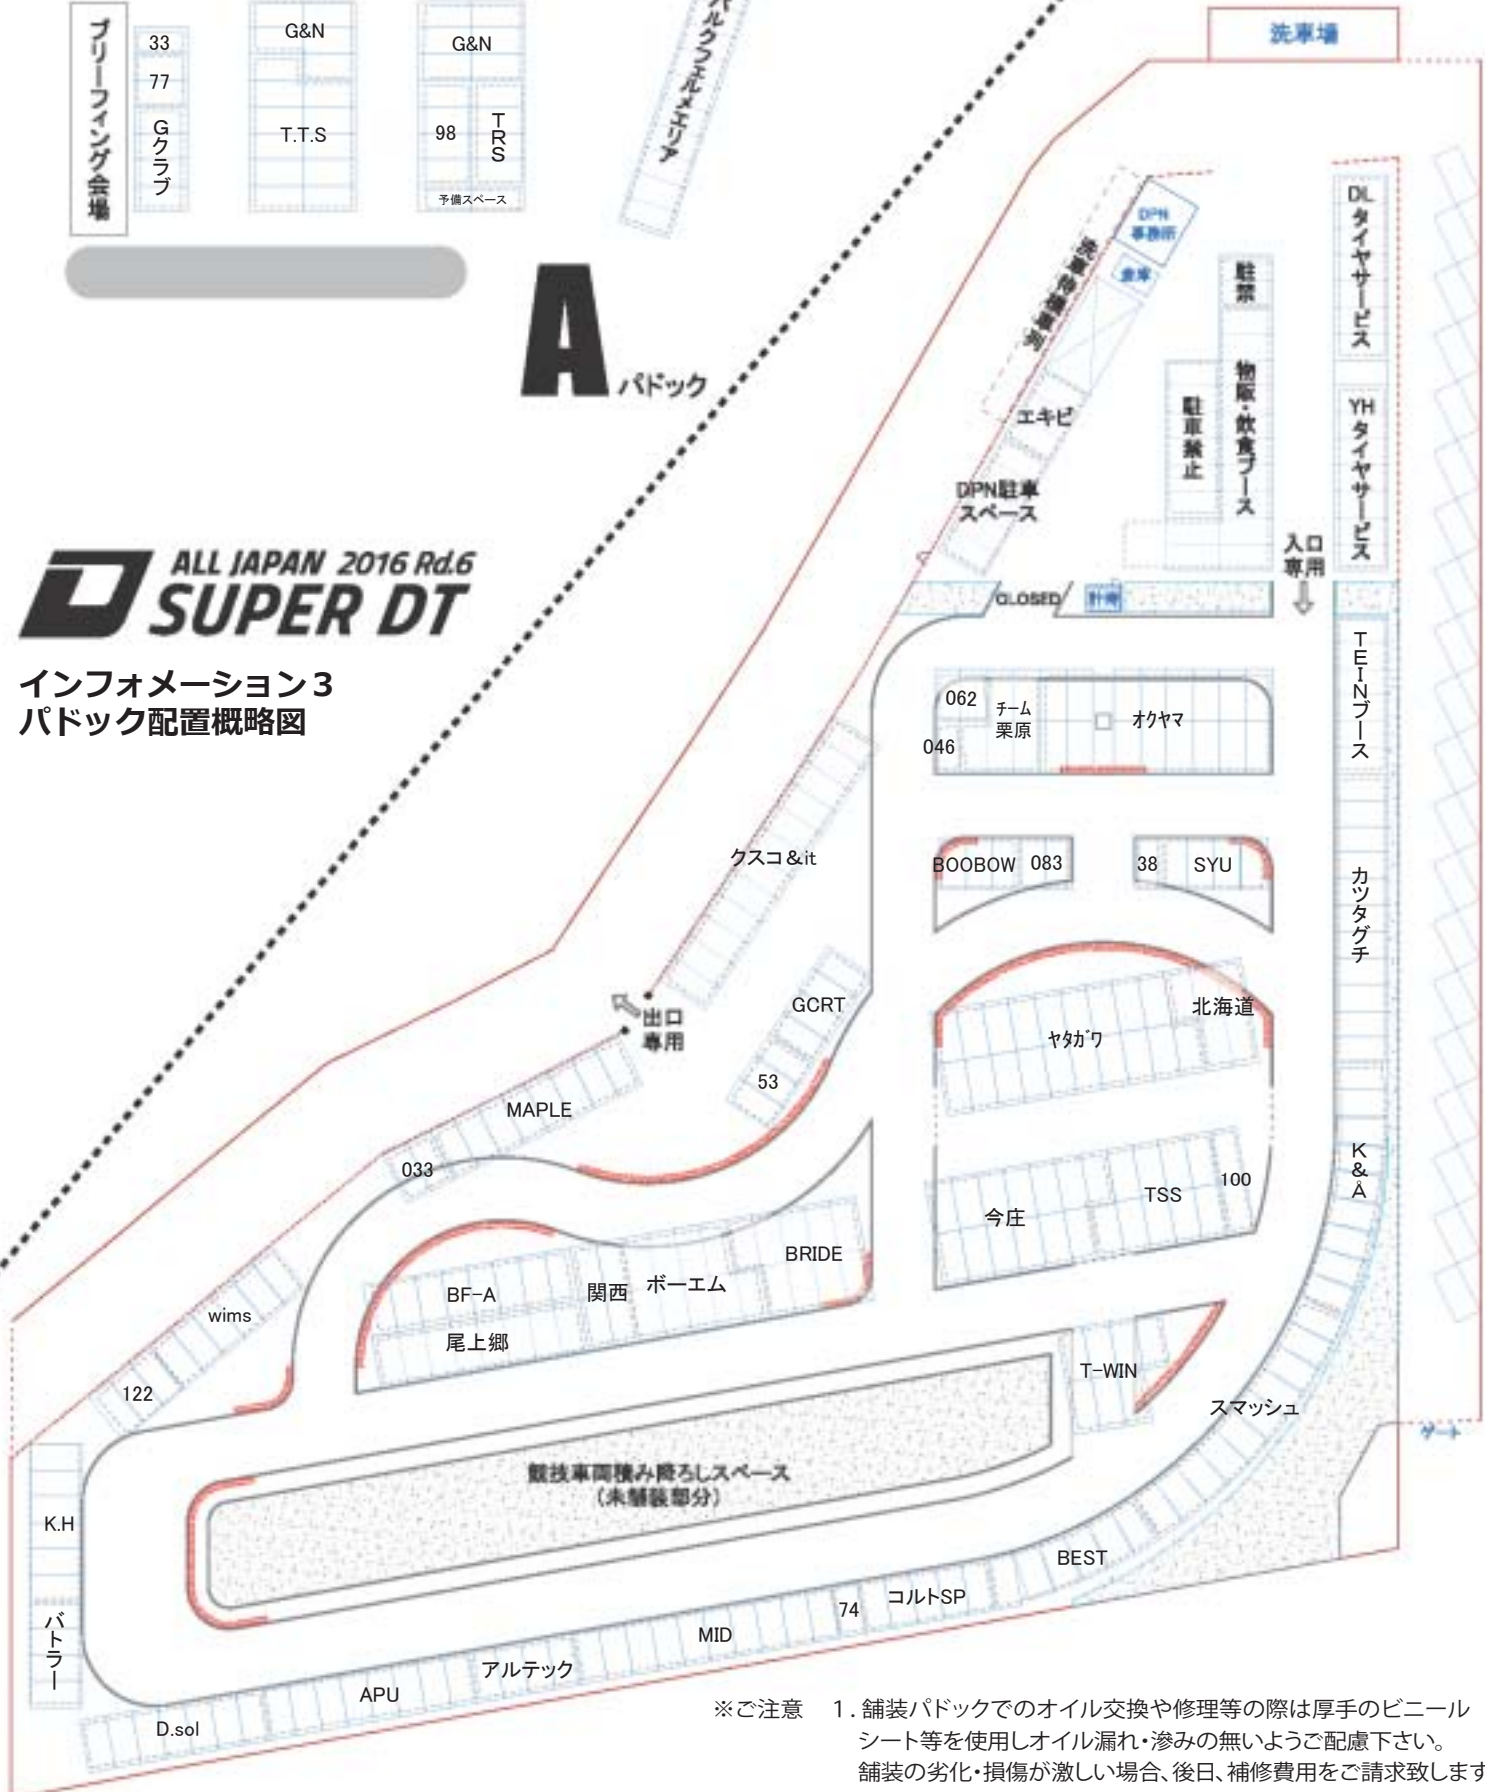 ブリーフィング会場
33
77
Gクラブ
G&N
T.T.S
G&N
98
TRS
予備スペース
パルクフェルメエリア
洗車場
A パドック
DPN
事務所
倉庫
洗車待機車列
エキピ
DPN駐車
スペース
駐禁
物販・飲食ブース
駐車禁止
DLタイヤサービス
YHタイヤサービス
入口
専用
CLOSED
ALL JAPAN 2016 Rd.6
SUPER DT
インフォメーション3
パドック配置概略図
TEINブース
062
チーム
栗原
オクヤマ
046
クスコ&it
BOOBOW
083
38
SYU
カツタグチ
GCRT
出口
専用
53
ヤタガワ
北海道
MAPLE
033
K&A
今庄
TSS
100
BRIDE
BF-A
関西
ボーエム
尾上郷
wims
122
T-WIN
スマッシュ
ゲート
競技車両積み降ろしスペース
(未舗装部分)
K.H
バトラー
BEST
コルトSP
74
MID
アルテック
APU
D.sol
※ご注意 1. 舗装パドックでのオイル交換や修理等の際は厚手のビニール
シート等を使用しオイル漏れ・滲みの無いようご配慮下さい。
舗装の劣化・損傷が激しい場合、後日、補修費用をご請求致します